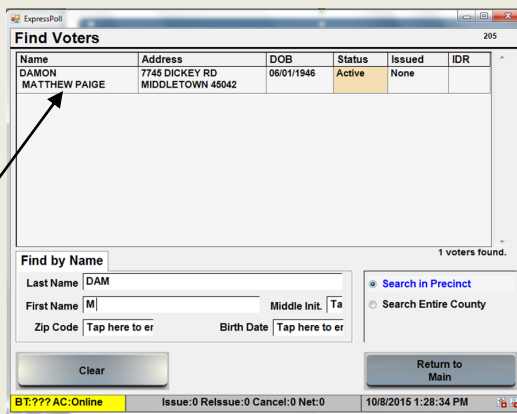 ExpressPoll
Find Voters 205
Name Address DOB Status Issued IDR
DAMON 7745 DICKEY RD 06/01/1946 Active None
MATTHEW PAIGE MIDDLETOWN 45042
1 voters found.
Find by Name
Last Name DAM
Search in Precinct
First Name M Middle Init. Ta
Search Entire County
Zip Code Tap here to er Birth Date Tap here to er
Clear Return to
Main
BT:??? AC:Online Issue:0 ReIssue:0 Cancel:0 Net:0 10/8/2015 1:28:34 PM